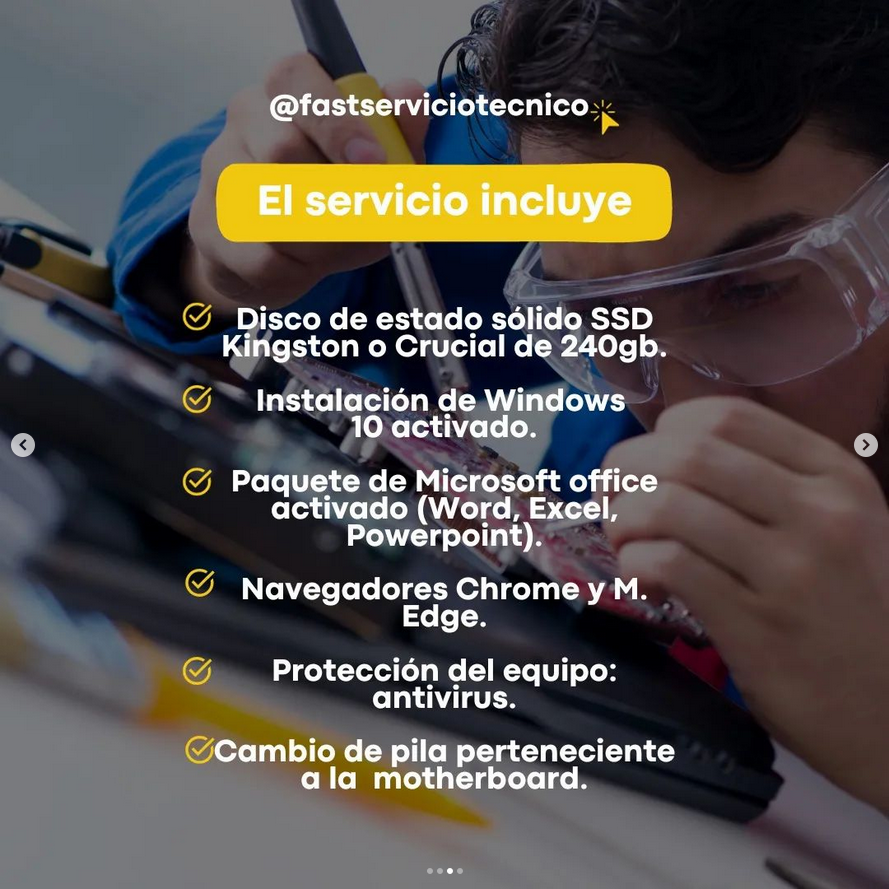 @fastserviciotecnico
El servicio incluye
Disco de estado sólido SSD
Kingston o Crucial de 240gb.
Instalación de Windows
10 activado.
Paquete de Microsoft office
activado (Word, Excel,
Powerpoint).
Navegadores Chrome y M.
Edge.
Protección del equipo:
antivirus.
Cambio de pila perteneciente
a la  motherboard.